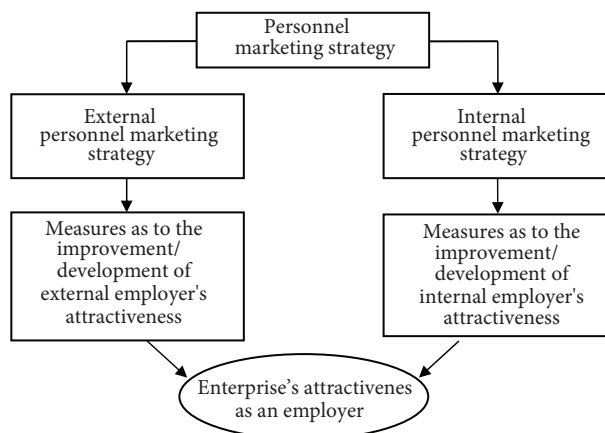 Personnel
marketing strategy
External
personnel marketing
strategy
Internal
personnel marketing
strategy
Measures as to the
improvement/
development of
external employer's
attractiveness
Measures as to the
improvement/
development of
internal employer's
attractiveness
Enterprise’s attractivenes
as an employer